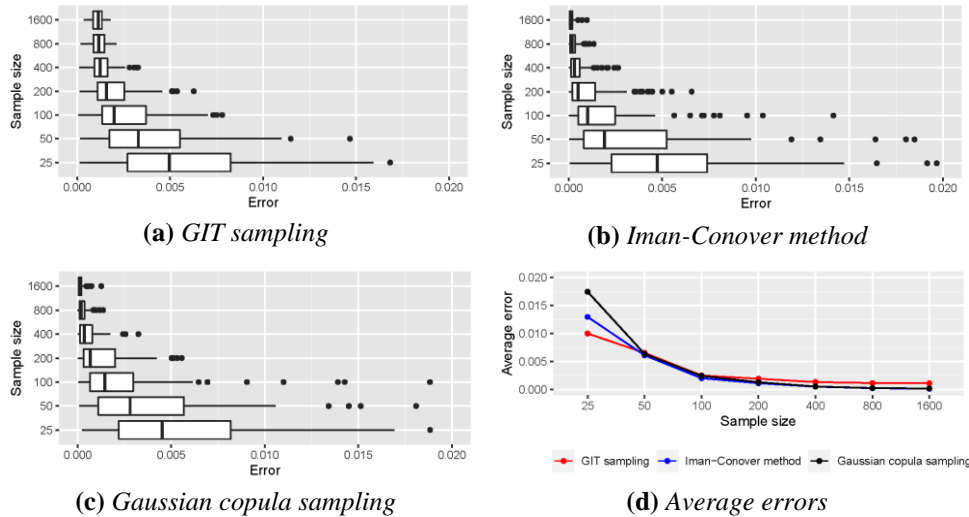 Sample size
1600
800
400
200
100
50
25
0.000 0.005 0.010 0.015 0.020
Error
(a) GIT sampling
Sample size
1600
800
400
200
100
50
25
0.000 0.005 0.010 0.015 0.020
Error
(b) Iman-Conover method
Sample size
1600
800
400
200
100
50
25
0.000 0.005 0.010 0.015 0.020
Error
(c) Gaussian copula sampling
Average error
0.020
0.015
0.010
0.005
0.000
25 50 100 200 400 800 1600
Sample size
GIT sampling Iman-Conover method Gaussian copula sampling
(d) Average errors